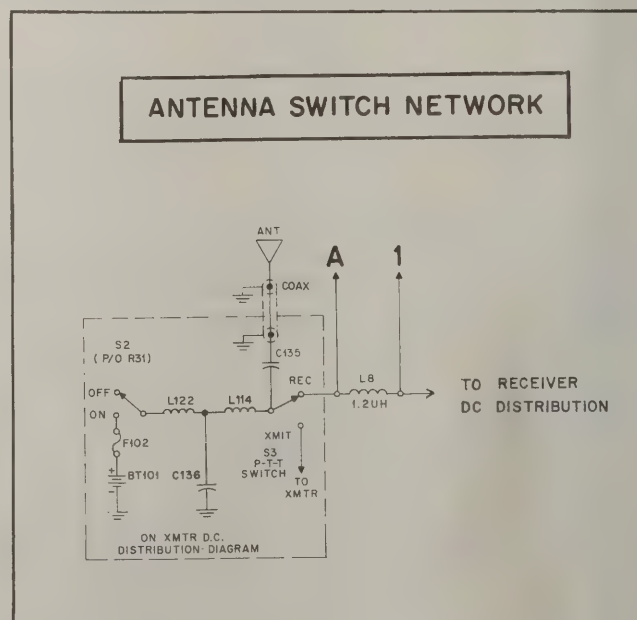 ANTENNA SWITCH NETWORK
ANT
A
1
COAX
S2
(P/O R31)
C135
OFF
L122
L114
REC
L8
1.2UH
TO RECEIVER
DC DISTRIBUTION
ON
F102
XMIT
S3
P-T-T
SWITCH
+
BT101
-
C136
TO
XMTR
ON XMTR D.C.
DISTRIBUTION DIAGRAM